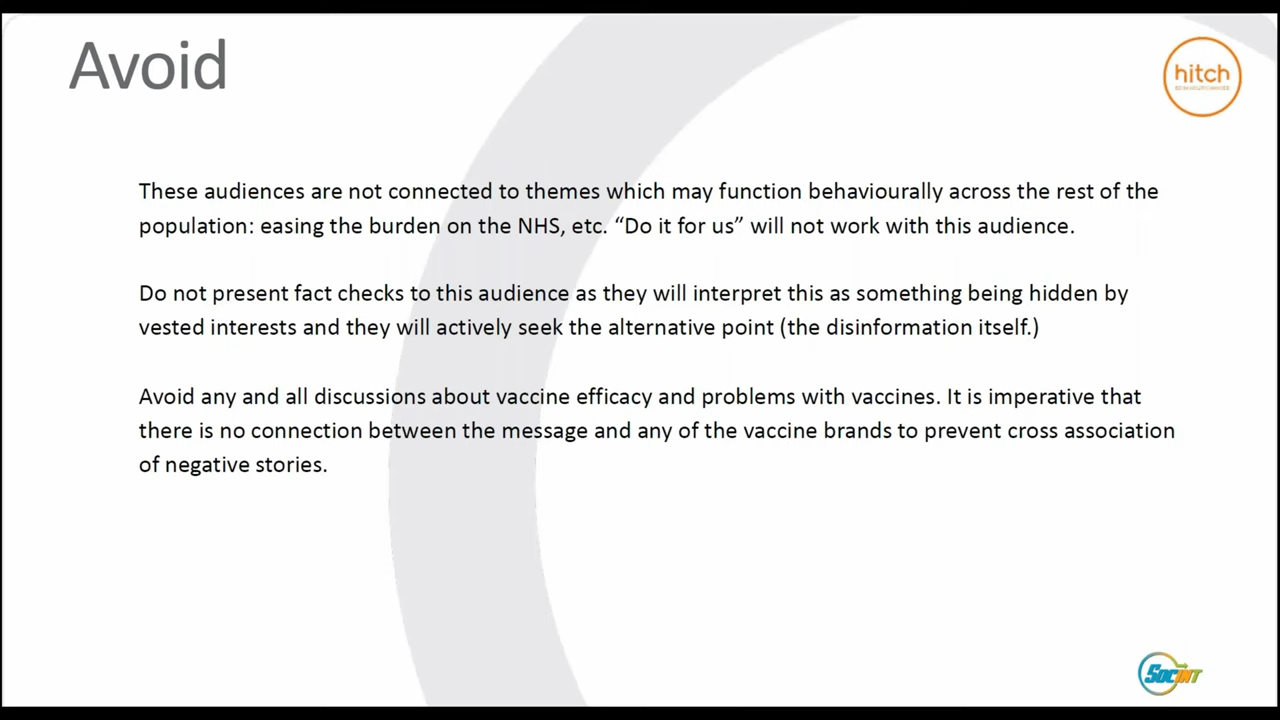 Avoid
hitch
These audiences are not connected to themes which may function behaviourally across the rest of the
population: easing the burden on the NHS, etc. “Do it for us” will not work with this audience.
Do not present fact checks to this audience as they will interpret this as something being hidden by
vested interests and they will actively seek the alternative point (the disinformation itself.)
Avoid any and all discussions about vaccine efficacy and problems with vaccines. It is imperative that
there is no connection between the message and any of the vaccine brands to prevent cross association
of negative stories.
SOCINT